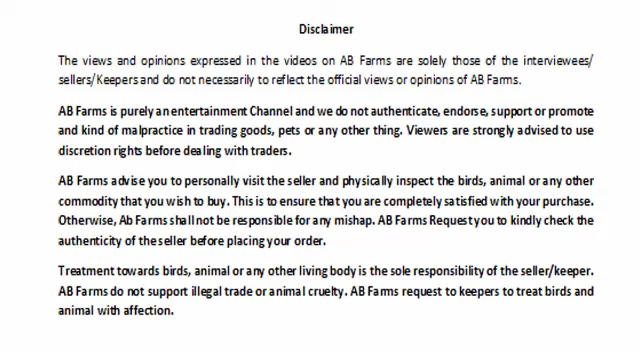 Disclaimer
The views and opinions expressed in the videos on AB Farms are solely those of the interviewees/
sellers/Keepers and do not necessarily to reflect the official views or opinions of AB Farms.
AB Farms is purely an entertainment Channel and we do not authenticate, endorse, support or promote
and kind of malpractice in trading goods, pets or any other thing. Viewers are strongly advised to use
discretion rights before dealing with traders.
AB Farms advise you to personally visit the seller and physically inspect the birds, animal or any other
commodity that you wish to buy. This is to ensure that you are completely satisfied with your purchase.
Otherwise, Ab Farms shall not be responsible for any mishap. AB Farms Request you to kindly check the
authenticity of the seller before placing your order.
Treatment towards birds, animal or any other living body is the sole responsibility of the seller/keeper.
AB Farms do not support illegal trade or animal cruelty. AB Farms request to keepers to treat birds and
animal with affection.